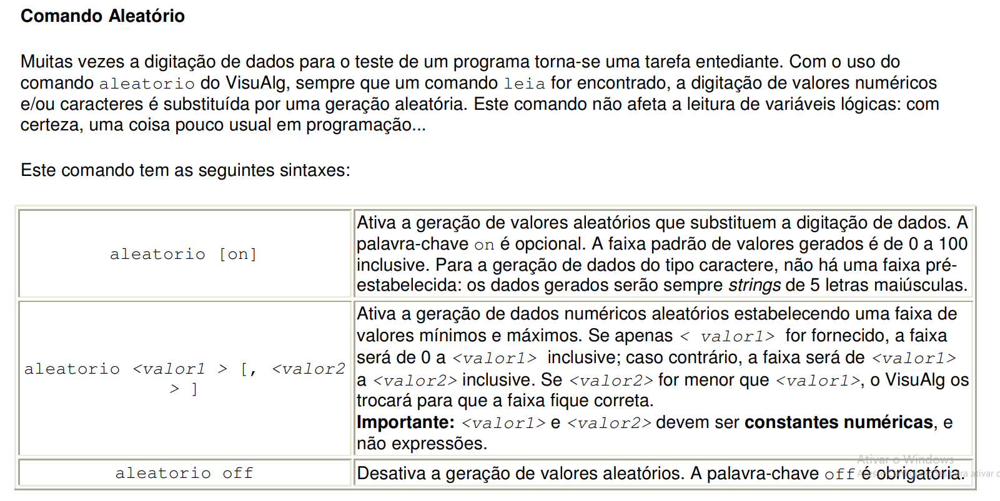 Comando Aleatório
Muitas vezes a digitação de dados para o teste de um programa torna-se uma tarefa entediante. Com o uso do
comando aleatorio do VisuAlg, sempre que um comando leia for encontrado, a digitação de valores numéricos
e/ou caracteres é substituída por uma geração aleatória. Este comando não afeta a leitura de variáveis lógicas: com
certeza, uma coisa pouco usual em programação...
Este comando tem as seguintes sintaxes:
aleatorio [on]
Ativa a geração de valores aleatórios que substituem a digitação de dados. A
palavra-chave on é opcional. A faixa padrão de valores gerados é de 0 a 100
inclusive. Para a geração de dados do tipo caractere, não há uma faixa pré-
estabelecida: os dados gerados serão sempre strings de 5 letras maiúsculas.
aleatorio <valor1 > [, <valor2
> ]
Ativa a geração de dados numéricos aleatórios estabelecendo uma faixa de
valores mínimos e máximos. Se apenas < valor1> for fornecido, a faixa
será de 0 a <valor1> inclusive; caso contrário, a faixa será de <valor1>
a <valor2> inclusive. Se <valor2> for menor que <valor1>, o VisuAlg os
trocará para que a faixa fique correta.
Importante: <valor1> e <valor2> devem ser constantes numéricas, e
não expressões.
aleatorio off
Desativa a geração de valores aleatórios. A palavra-chave off é obrigatória.
Ativar o Windows
ativar o